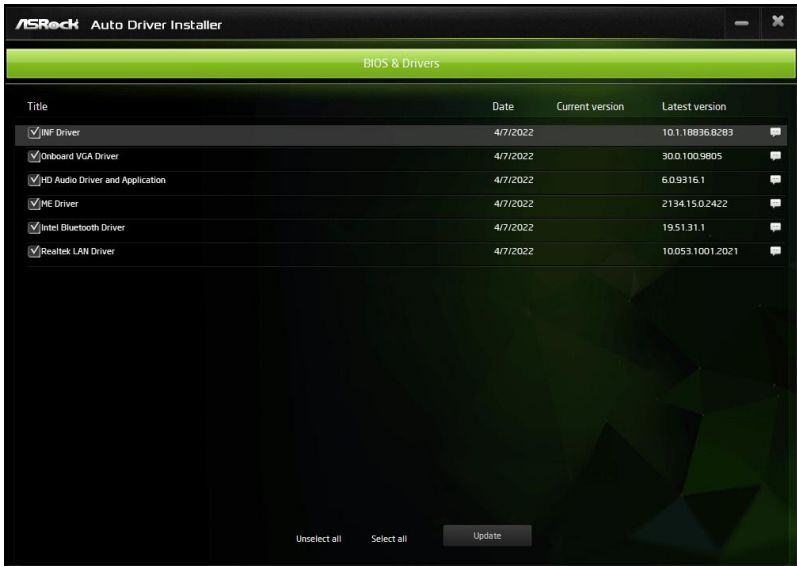 ASRock Auto Driver Installer
BIOS & Drivers
Title Date Current version Latest version
INF Driver 4/7/2022 10.1.18836.8283
Onboard VGA Driver 4/7/2022 30.0.100.9805
HD Audio Driver and Application 4/7/2022 6.0.9316.1
ME Driver 4/7/2022 2134.15.0.2422
Intel Bluetooth Driver 4/7/2022 19.51.31.1
Realtek LAN Driver 4/7/2022 10.053.1001.2021
Unselect all Select all Update